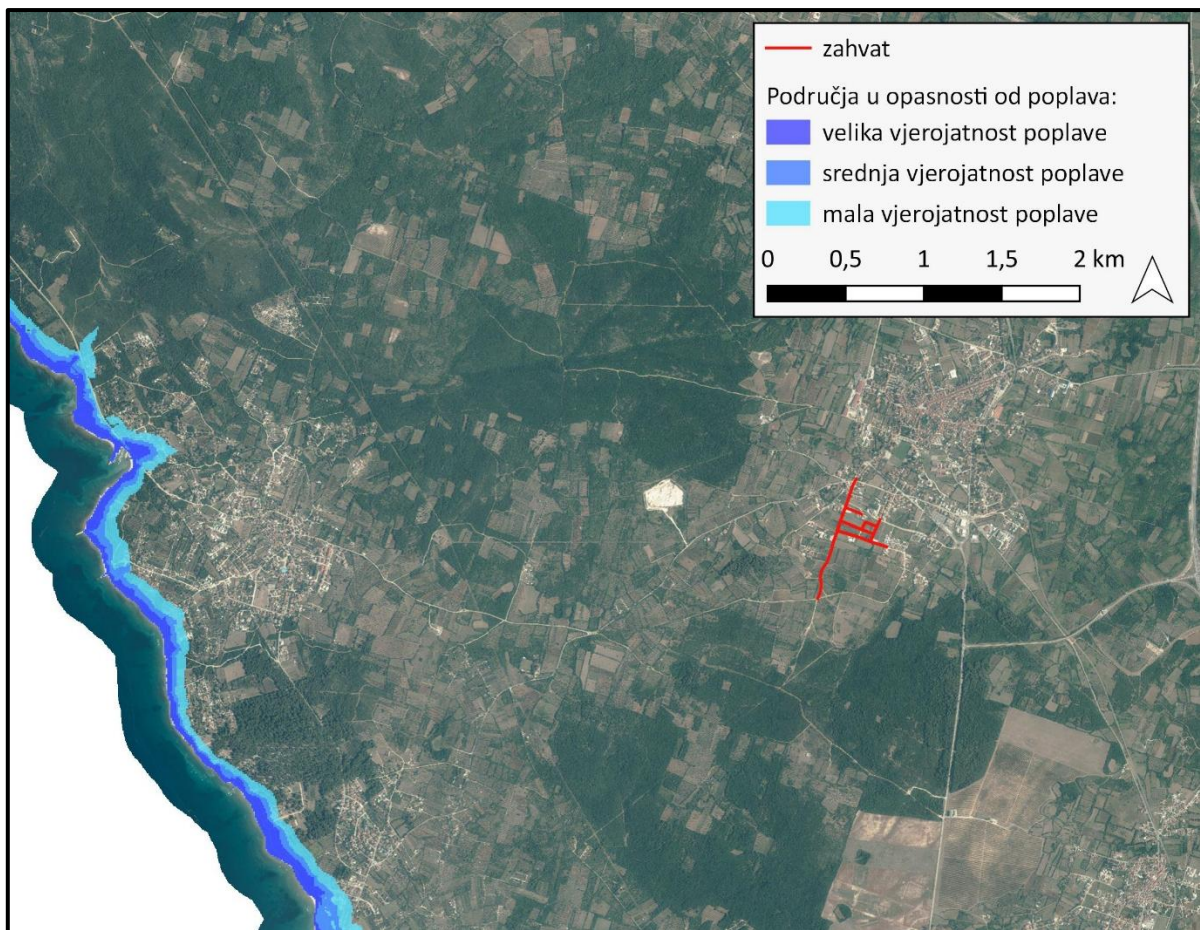 zahvat
Područja u opasnosti od poplava:
velika vjerojatnost poplave
srednja vjerojatnost poplave
mala vjerojatnost poplave
0 0,5 1 1,5 2 km